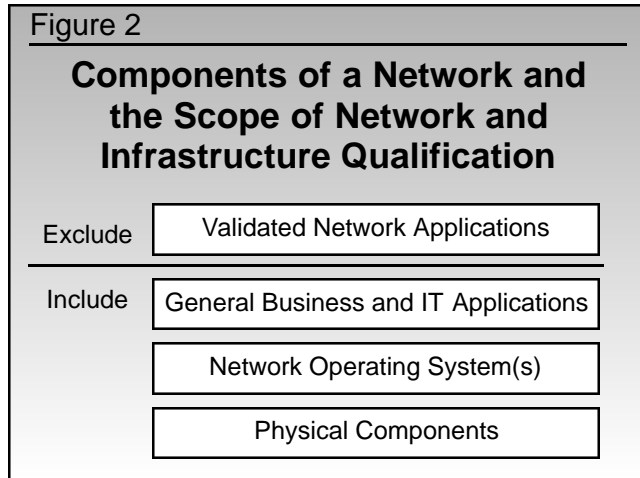 Figure 2
Components of a Network and
the Scope of Network and
Infrastructure Qualification
Exclude
Validated Network Applications
Include
General Business and IT Applications
Network Operating System(s)
Physical Components